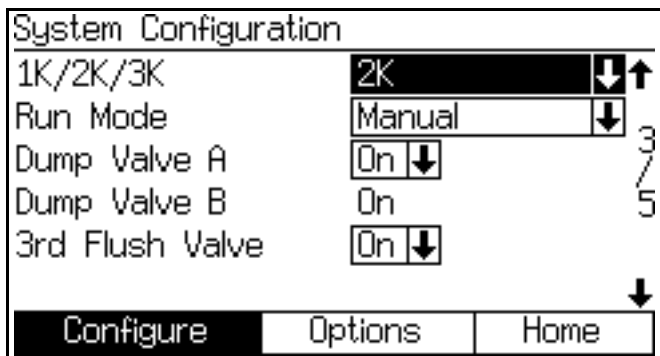 System Configuration
1K/2K/3K 2K
Run Mode Manual
Dump Valve A On
Dump Valve B On
3rd Flush Valve On
3/5
Configure Options Home